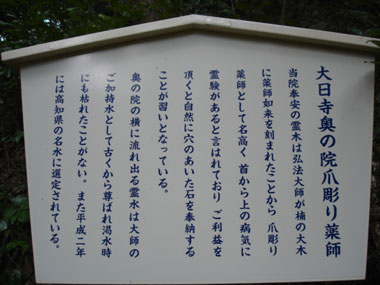 大日寺奥の院爪彫り薬師
当院奉安の霊木は弘法大師が楠の大木
に薬師如来を刻まれたことから 爪彫り
薬師として名高く 首から上の病気に
霊験があると言はれており ご利益を
頂くと自然に穴のあいた石を奉納する
ことが習いとなっている。
奥の院の横に流れ出る霊水は大師の
ご加持水として古くから尊ばれ渇水時
にも枯れたことがない。また平成二年
には高知県の名水に選定されている。